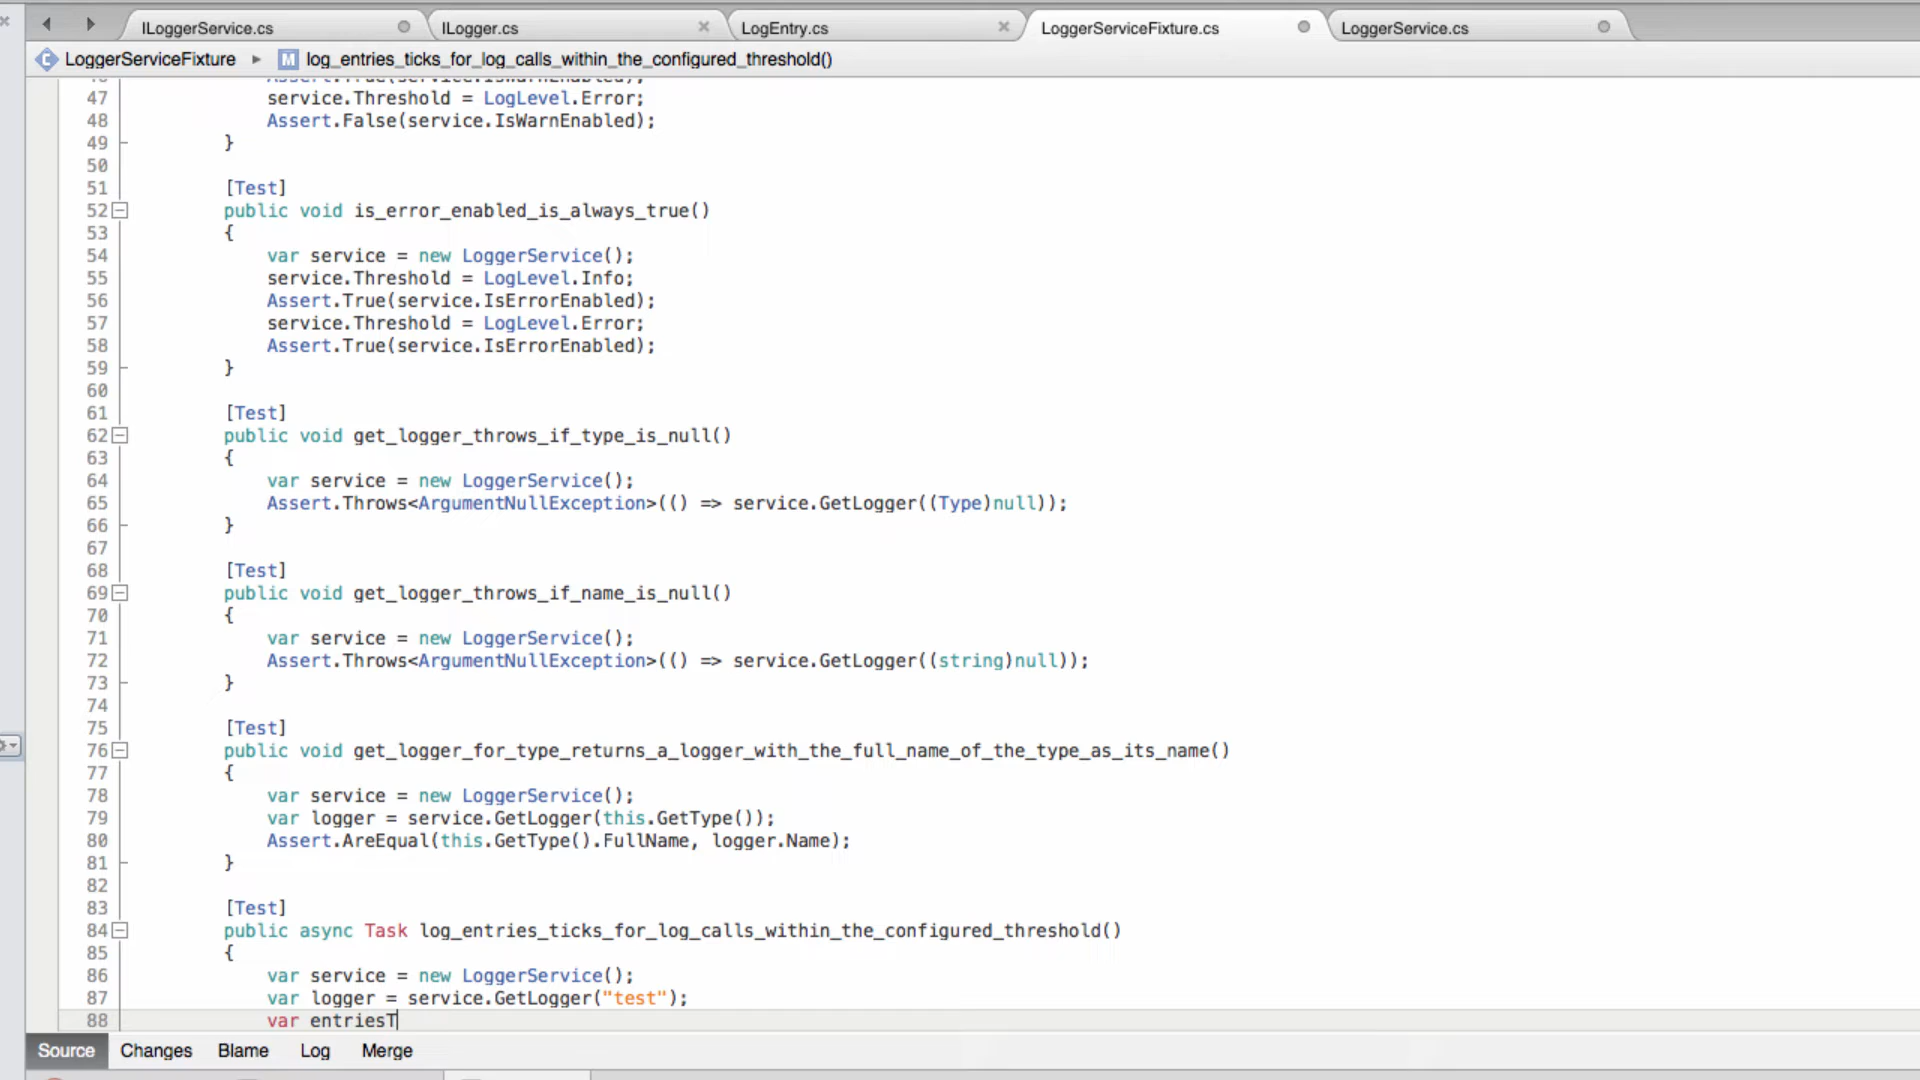 ILoggerService.cs ILogger.cs LogEntry.cs LoggerServiceFixture.cs LoggerService.cs
LoggerServiceFixture M log_entries_ticks_for_log_calls_within_the_configured_threshold()
47 service.Threshold = LogLevel.Error;
48 Assert.False(service.IsWarnEnabled);
49 }
50
51 [Test]
52 public void is_error_enabled_is_always_true()
53 {
54 var service = new LoggerService();
55 service.Threshold = LogLevel.Info;
56 Assert.True(service.IsErrorEnabled);
57 service.Threshold = LogLevel.Error;
58 Assert.True(service.IsErrorEnabled);
59 }
60
61 [Test]
62 public void get_logger_throws_if_type_is_null()
63 {
64 var service = new LoggerService();
65 Assert.Throws<ArgumentNullException>(() => service.GetLogger((Type)null));
66 }
67
68 [Test]
69 public void get_logger_throws_if_name_is_null()
70 {
71 var service = new LoggerService();
72 Assert.Throws<ArgumentNullException>(() => service.GetLogger((string)null));
73 }
74
75 [Test]
76 public void get_logger_for_type_returns_a_logger_with_the_full_name_of_the_type_as_its_name()
77 {
78 var service = new LoggerService();
79 var logger = service.GetLogger(this.GetType());
80 Assert.AreEqual(this.GetType().FullName, logger.Name);
81 }
82
83 [Test]
84 public async Task log_entries_ticks_for_log_calls_within_the_configured_threshold()
85 {
86 var service = new LoggerService();
87 var logger = service.GetLogger("test");
88 var entriesT
Source Changes Blame Log Merge